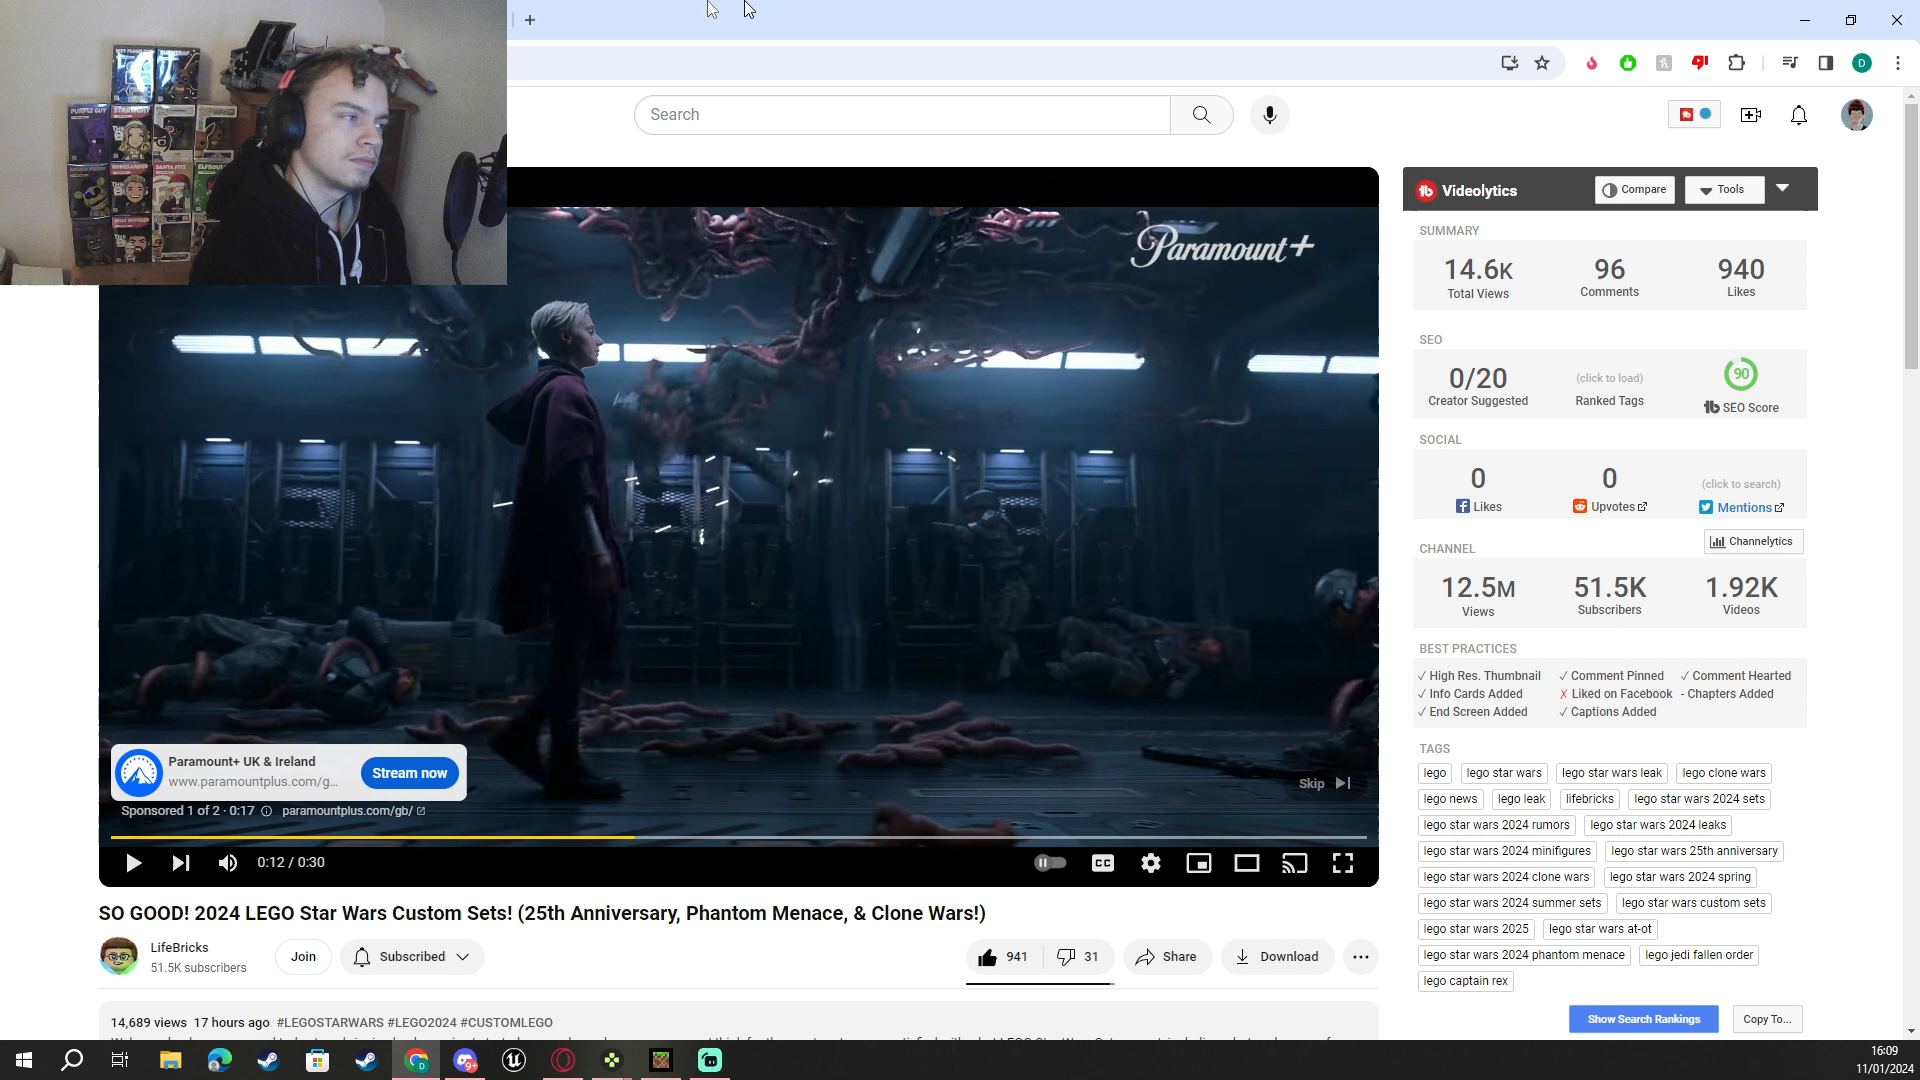 Search
Paramount+
Paramount+ UK & Ireland
www.paramountplus.com/g...
Stream now
Skip
Sponsored 1 of 2 · 0:17
paramountplus.com/gb/
0:12 / 0:30
CC
SO GOOD! 2024 LEGO Star Wars Custom Sets! (25th Anniversary, Phantom Menace, & Clone Wars!)
LifeBricks
51.5K subscribers
Join
Subscribed
941
31
Share
Download
14,689 views 17 hours ago #LEGOSTARWARS #LEGO2024 #CUSTOMLEGO
Videolytics
Compare
Tools
SUMMARY
14.6K 96 940
Total Views Comments Likes
SEO
0/20 (click to load) 90
Creator Suggested Ranked Tags SEO Score
SOCIAL
0 0 (click to search)
Likes Upvotes Mentions
CHANNEL
Channelytics
12.5M 51.5K 1.92K
Views Subscribers Videos
BEST PRACTICES
✓ High Res. Thumbnail ✓ Comment Pinned ✓ Comment Hearted
✓ Info Cards Added X Liked on Facebook - Chapters Added
✓ End Screen Added ✓ Captions Added
TAGS
lego lego star wars lego star wars leak lego clone wars
lego news lego leak lifebricks lego star wars 2024 sets
lego star wars 2024 rumors lego star wars 2024 leaks
lego star wars 2024 minifigures lego star wars 25th anniversary
lego star wars 2024 clone wars lego star wars 2024 spring
lego star wars 2024 summer sets lego star wars custom sets
lego star wars 2025 lego star wars at-ot
lego star wars 2024 phantom menace lego jedi fallen order
lego captain rex
Show Search Rankings Copy To...
D
9+
16:09
11/01/2024